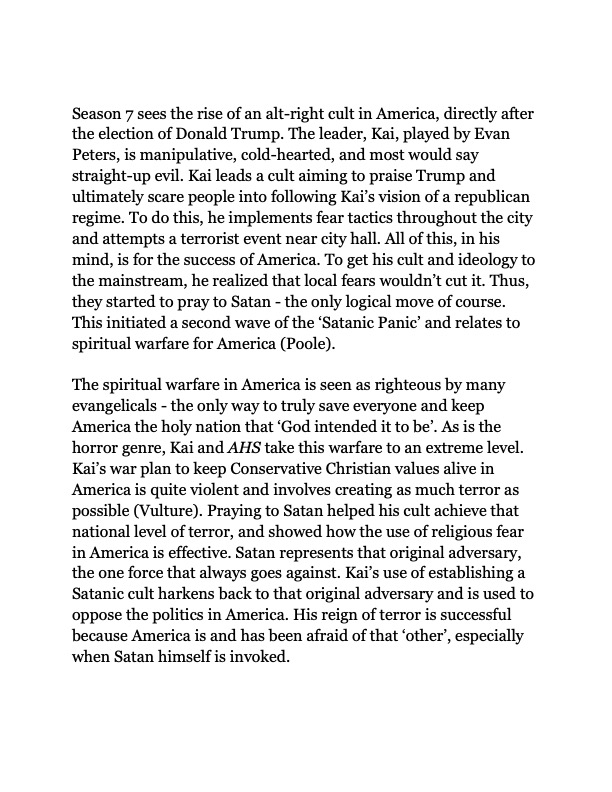 Season 7 sees the rise of an alt-right cult in America, directly after
the election of Donald Trump. The leader, Kai, played by Evan
Peters, is manipulative, cold-hearted, and most would say
straight-up evil. Kai leads a cult aiming to praise Trump and
ultimately scare people into following Kai’s vision of a republican
regime. To do this, he implements fear tactics throughout the city
and attempts a terrorist event near city hall. All of this, in his
mind, is for the success of America. To get his cult and ideology to
the mainstream, he realized that local fears wouldn’t cut it. Thus,
they started to pray to Satan - the only logical move of course.
This initiated a second wave of the ‘Satanic Panic’ and relates to
spiritual warfare for America (Poole).
The spiritual warfare in America is seen as righteous by many
evangelicals - the only way to truly save everyone and keep
America the holy nation that ‘God intended it to be’. As is the
horror genre, Kai and AHS take this warfare to an extreme level.
Kai’s war plan to keep Conservative Christian values alive in
America is quite violent and involves creating as much terror as
possible (Vulture). Praying to Satan helped his cult achieve that
national level of terror, and showed how the use of religious fear
in America is effective. Satan represents that original adversary,
the one force that always goes against. Kai’s use of establishing a
Satanic cult harkens back to that original adversary and is used to
oppose the politics in America. His reign of terror is successful
because America is and has been afraid of that ‘other’, especially
when Satan himself is invoked.